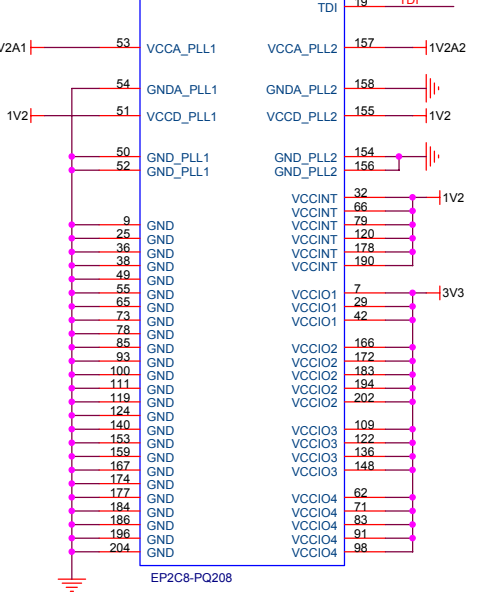 TDI 19 TDI
V2A1 53 VCCA_PLL1 VCCA_PLL2 157 1V2A2
54 GNDA_PLL1 GNDA_PLL2 158
1V2 51 VCCD_PLL1 VCCD_PLL2 155 1V2
50 GND_PLL1 GND_PLL2 154
52 GND_PLL1 GND_PLL2 156
VCCINT 32 1V2
VCCINT 66
9 GND VCCINT 79
25 GND VCCINT 120
36 GND VCCINT 178
38 GND VCCINT 190
49 GND
55 GND VCCIO1 7 3V3
65 GND VCCIO1 29
73 GND VCCIO1 42
78 GND
85 GND VCCIO2 166
93 GND VCCIO2 172
100 GND VCCIO2 183
111 GND VCCIO2 194
119 GND VCCIO2 202
124 GND
140 GND VCCIO3 109
153 GND VCCIO3 122
159 GND VCCIO3 136
167 GND VCCIO3 148
174 GND
177 GND VCCIO4 62
184 GND VCCIO4 71
186 GND VCCIO4 83
196 GND VCCIO4 91
204 GND VCCIO4 98
EP2C8-PQ208